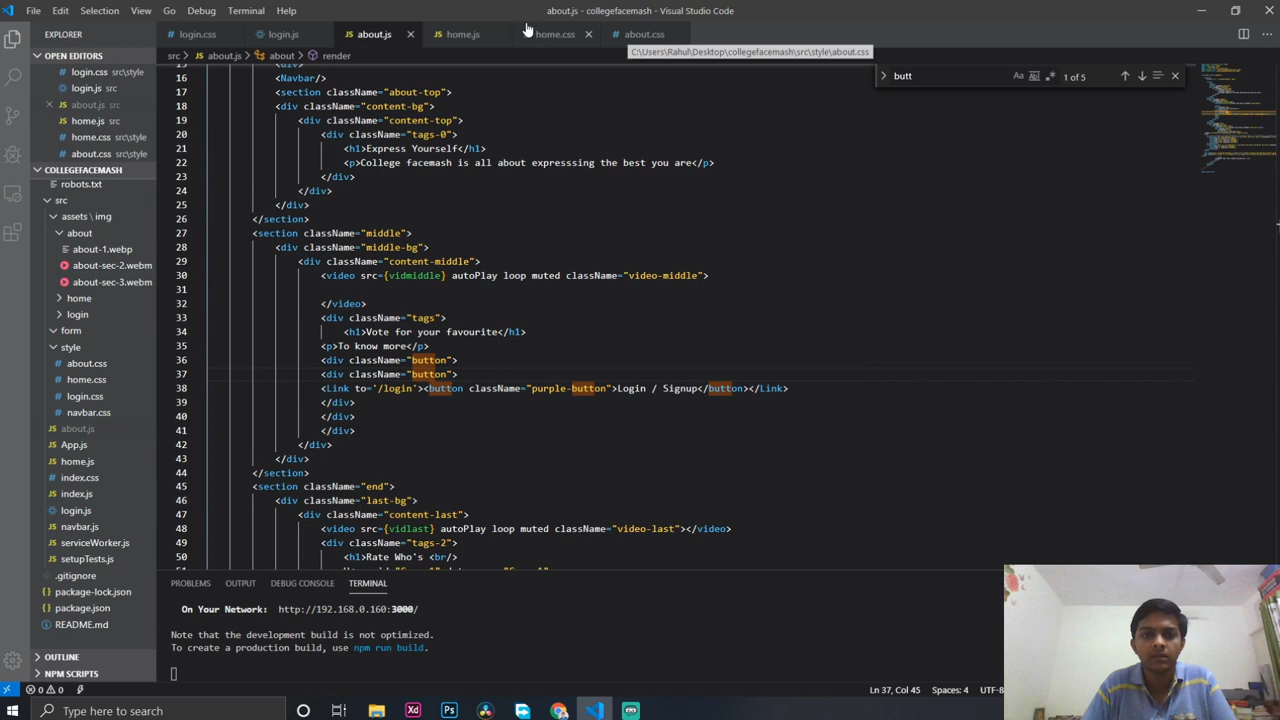 File Edit Selection View Go Debug Terminal Help about.js - collegefacemash - Visual Studio Code
EXPLORER
login.css login.js about.js home.js home.css about.css
C:\Users\Rahul\Desktop\collegefacemash\src\style\about.css
src > about.js > about > render
OPEN EDITORS
login.css src\style
login.js src
about.js src
home.js src
home.css src\style
about.css src\style
COLLEGEFACEMASH
robots.txt
src
assets \ img
about
about-1.webp
about-sec-2.webm
about-sec-3.webm
home
login
form
style
about.css
home.css
login.css
navbar.css
about.js
App.js
home.js
index.css
index.js
login.js
navbar.js
serviceWorker.js
setupTests.js
.gitignore
package-lock.json
package.json
README.md
OUTLINE
NPM SCRIPTS
butt Aa 1 of 5
15 <div>
16 <Navbar/>
17 <section className="about-top">
18 <div className="content-bg">
19 <div className="content-top">
20 <div className="tags-0">
21 <h1>Express Yourself</h1>
22 <p>College facemash is all about expresssing the best you are</p>
23 </div>
24 </div>
25 </div>
26 </section>
27 <section className="middle">
28 <div className="middle-bg">
29 <div className="content-middle">
30 <video src={vidmiddle} autoPlay loop muted className="video-middle">
31
32 </video>
33 <div className="tags">
34 <h1>Vote for your favourite</h1>
35 <p>To know more</p>
36 <div className="button">
37 <div className="button">
38 <Link to='/login'><button className="purple-button">Login / Signup</button></Link>
39 </div>
40 </div>
41 </div>
42 </div>
43 </div>
44 </section>
45 <section className="end">
46 <div className="last-bg">
47 <div className="content-last">
48 <video src={vidlast} autoPlay loop muted className="video-last"></video>
49 <div className="tags-2">
50 <h1>Rate Who's <br/>
PROBLEMS OUTPUT DEBUG CONSOLE TERMINAL
On Your Network: http://192.168.0.160:3000/
Note that the development build is not optimized.
To create a production build, use npm run build.
0 0 Ln 37, Col 45 Spaces: 4 UTF-8
Type here to search